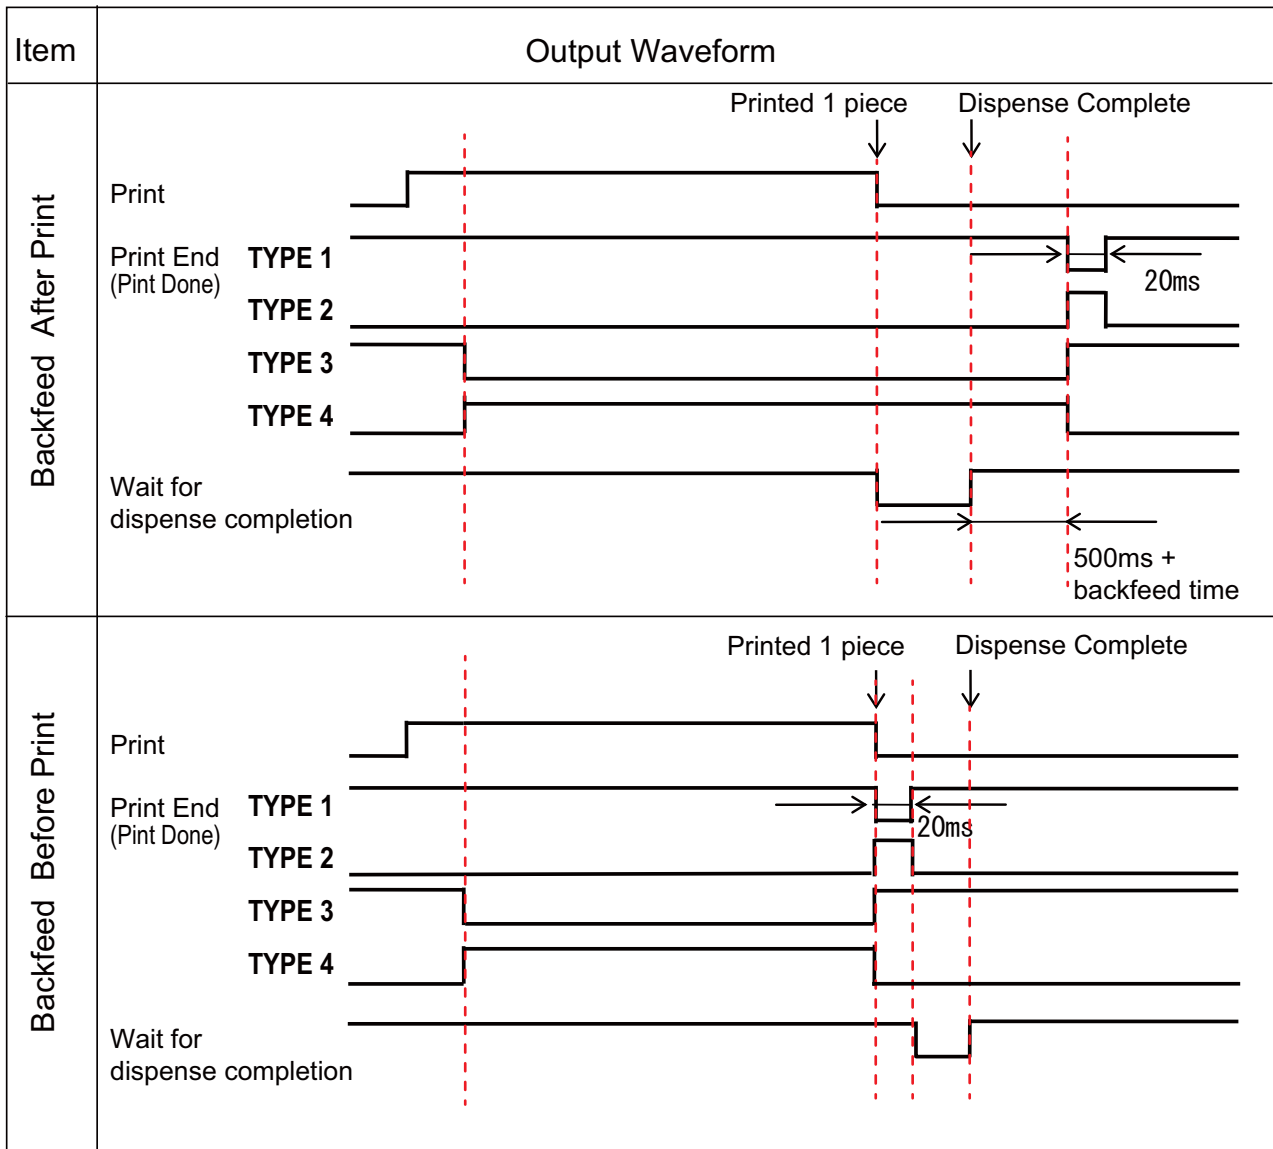 Item
Output Waveform
Backfeed After Print
Printed 1 piece
Dispense Complete
Print
Print End
(Pint Done)
TYPE 1
20ms
TYPE 2
TYPE 3
TYPE 4
Wait for
dispense completion
500ms +
backfeed time
Backfeed Before Print
Printed 1 piece
Dispense Complete
Print
Print End
(Pint Done)
TYPE 1
20ms
TYPE 2
TYPE 3
TYPE 4
Wait for
dispense completion